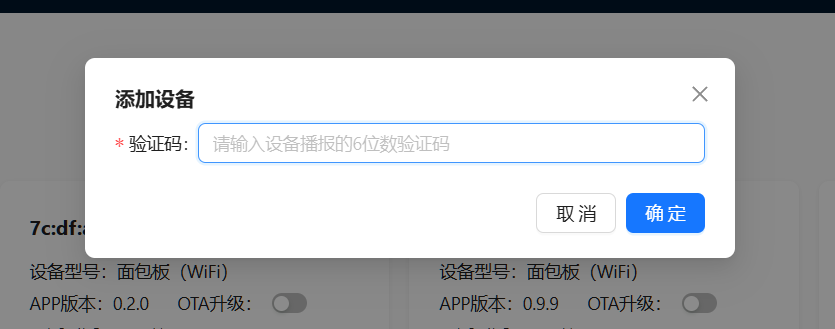 添加设备
* 验证码： 请输入设备播报的6位数验证码
取 消 确 定
7c:df:
设备型号：面包板（WiFi） 设备型号：面包板（WiFi）
APP版本：0.2.0 OTA升级： APP版本：0.9.9 OTA升级：